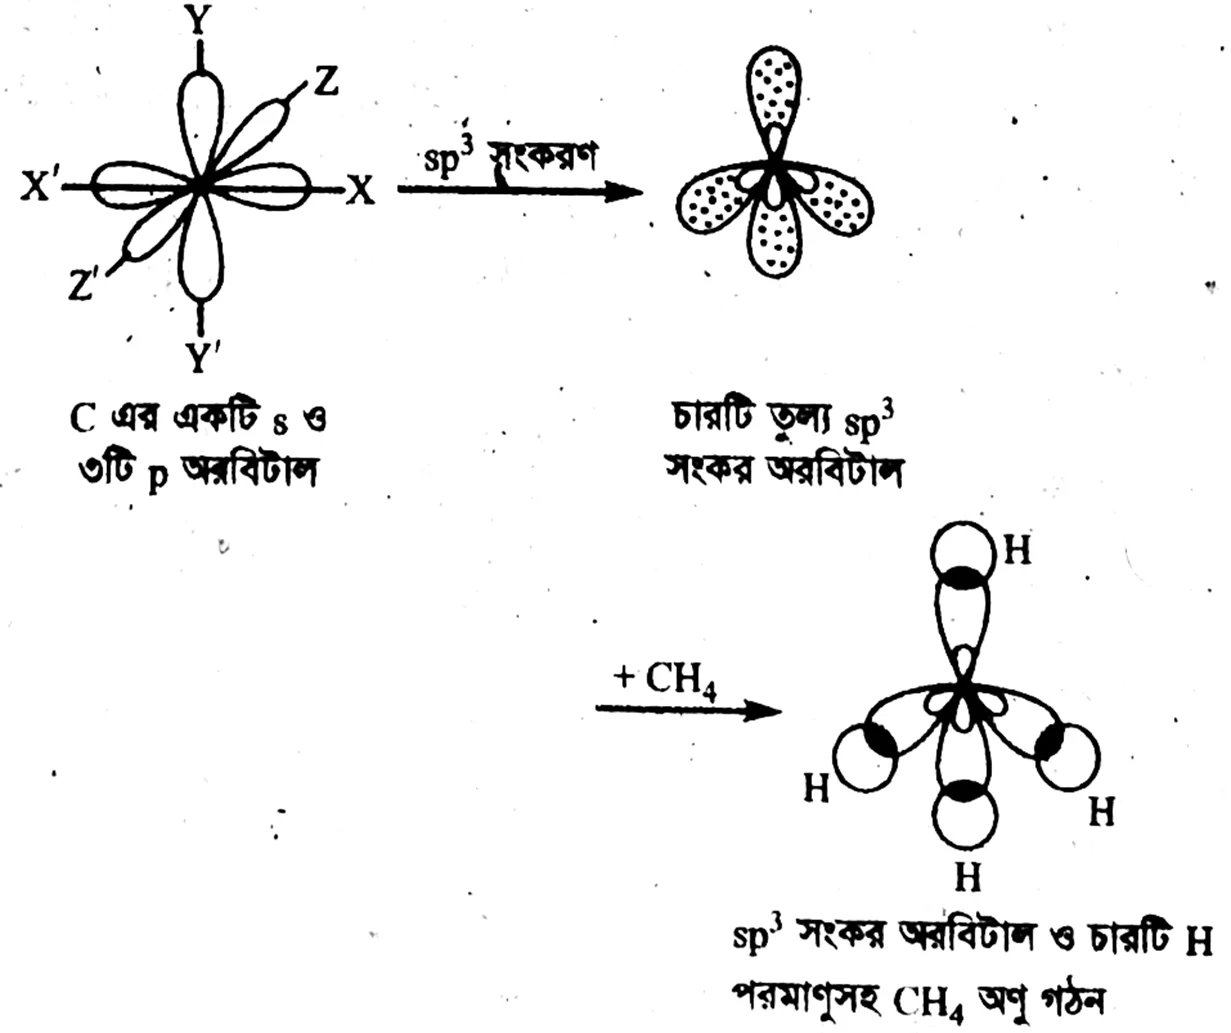 Y
Z
X′
X
Z′
Y′
sp³ সংকরণ
C এর একটি s ও
৩টি p অরবিটাল
চারটি তুল্য sp³
সংকর অরবিটাল
+ CH₄
H
H
H
H
sp³ সংকর অরবিটাল ও চারটি H
পরমাণুসহ CH₄ অণু গঠন